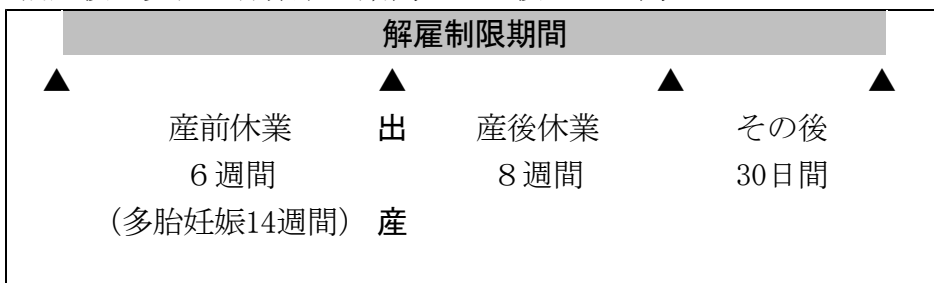 解雇制限期間
▲ ▲ ▲ ▲
産前休業 出 産後休業 その後
６週間 ８週間 30日間
(多胎妊娠14週間) 産